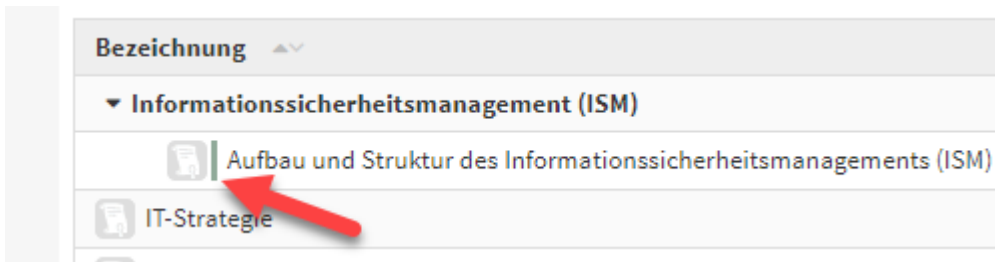 Bezeichnung
Informationssicherheitsmanagement (ISM)
Aufbau und Struktur des Informationssicherheitsmanagements (ISM)
IT-Strategie